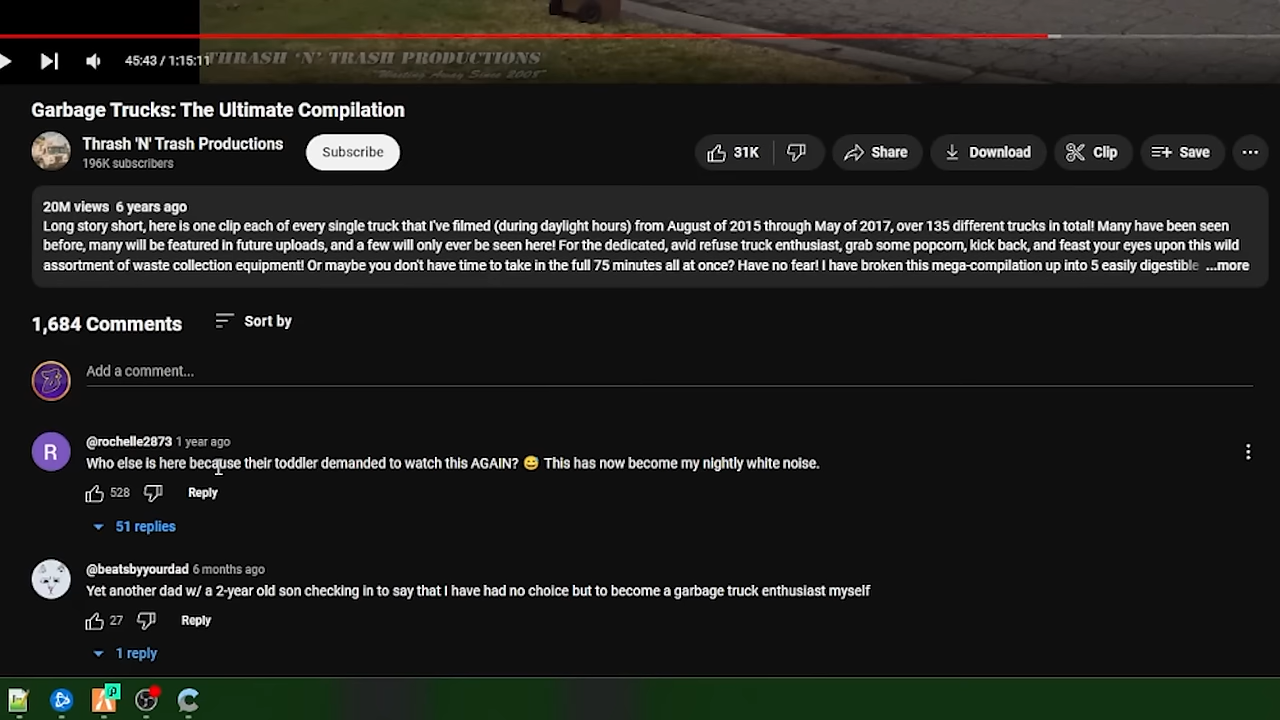 45:43 / 1:15:11
THRASH 'N' TRASH PRODUCTIONS
"Wasting Away Since 2008"
Garbage Trucks: The Ultimate Compilation
Thrash 'N' Trash Productions
196K subscribers
Subscribe
31K
Share
Download
Clip
Save
20M views 6 years ago
Long story short, here is one clip each of every single truck that I've filmed (during daylight hours) from August of 2015 through May of 2017, over 135 different trucks in total! Many have been seen
before, many will be featured in future uploads, and a few will only ever be seen here! For the dedicated, avid refuse truck enthusiast, grab some popcorn, kick back, and feast your eyes upon this wild
assortment of waste collection equipment! Or maybe you don't have time to take in the full 75 minutes all at once? Have no fear! I have broken this mega-compilation up into 5 easily digestible ...more
1,684 Comments
Sort by
Add a comment...
R
@rochelle2873 1 year ago
Who else is here because their toddler demanded to watch this AGAIN? 😅 This has now become my nightly white noise.
528
Reply
51 replies
@beatsbyyourdad 6 months ago
Yet another dad w/ a 2-year old son checking in to say that I have had no choice but to become a garbage truck enthusiast myself
27
Reply
1 reply